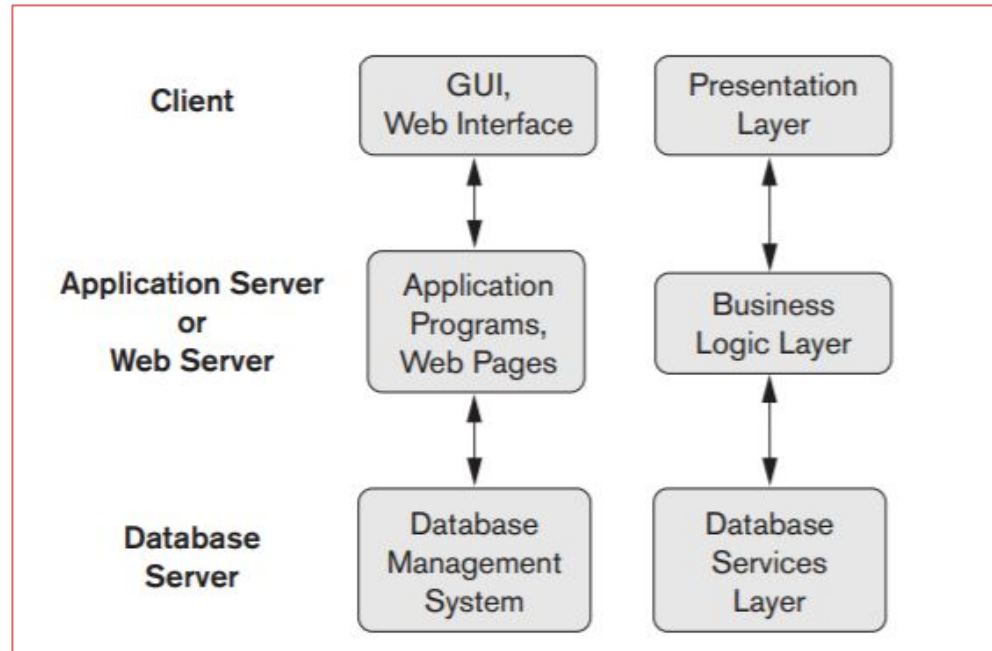 Client
GUI,
Web Interface
Presentation
Layer
Application Server
or
Web Server
Application
Programs,
Web Pages
Business
Logic Layer
Database
Server
Database
Management
System
Database
Services
Layer